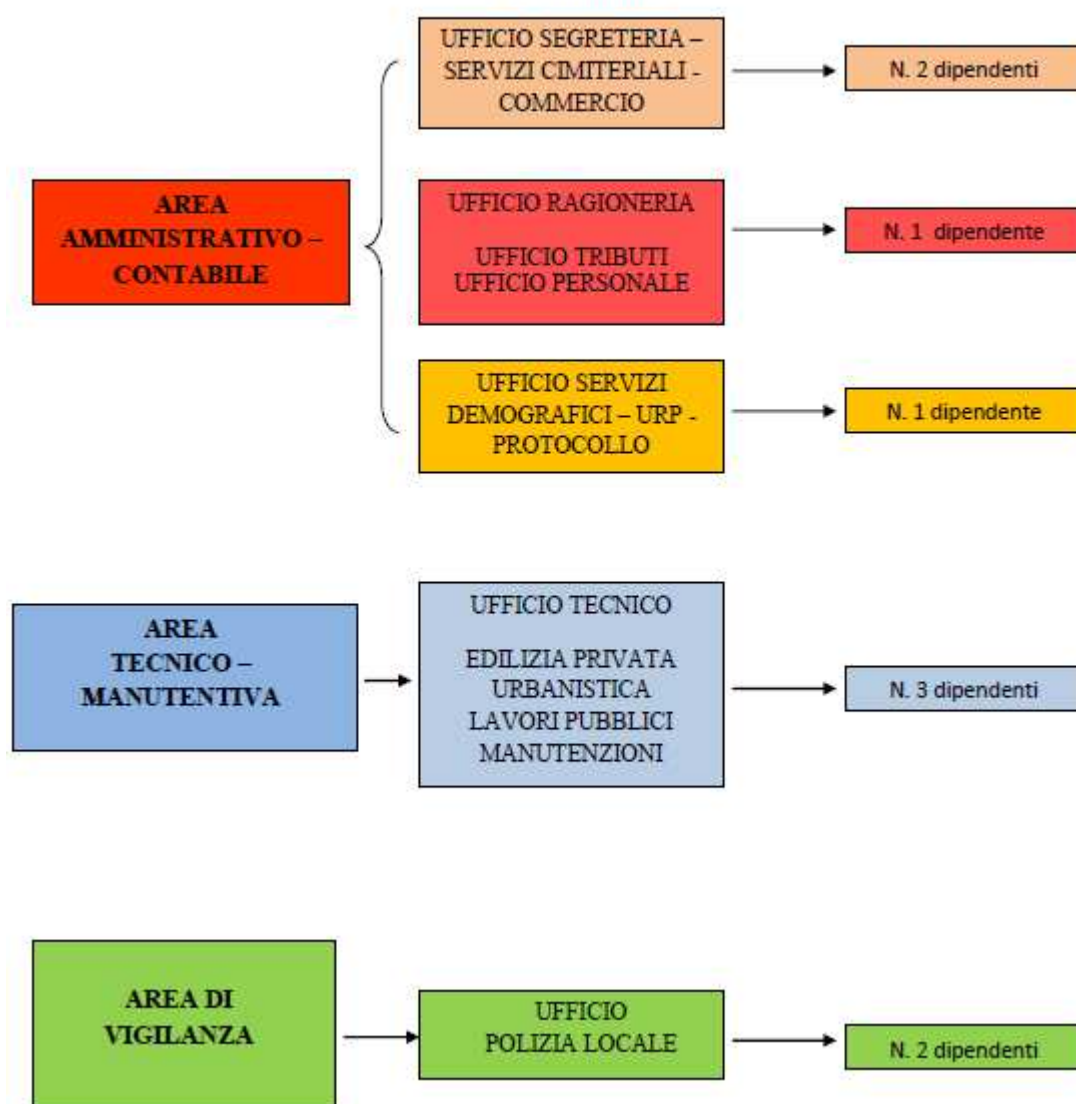 UFFICIO SEGRETERIA –
SERVIZI CIMITERIALI -
COMMERCIO
N. 2 dipendenti
AREA
AMMINISTRATIVO –
CONTABILE
UFFICIO RAGIONERIA
UFFICIO TRIBUTI
UFFICIO PERSONALE
N. 1 dipendente
UFFICIO SERVIZI
DEMOGRAFICI – URP -
PROTOCOLLO
N. 1 dipendente
AREA
TECNICO –
MANUTENTIVA
UFFICIO TECNICO
EDILIZIA PRIVATA
URBANISTICA
LAVORI PUBBLICI
MANUTENZIONI
N. 3 dipendenti
AREA DI
VIGILANZA
UFFICIO
POLIZIA LOCALE
N. 2 dipendenti